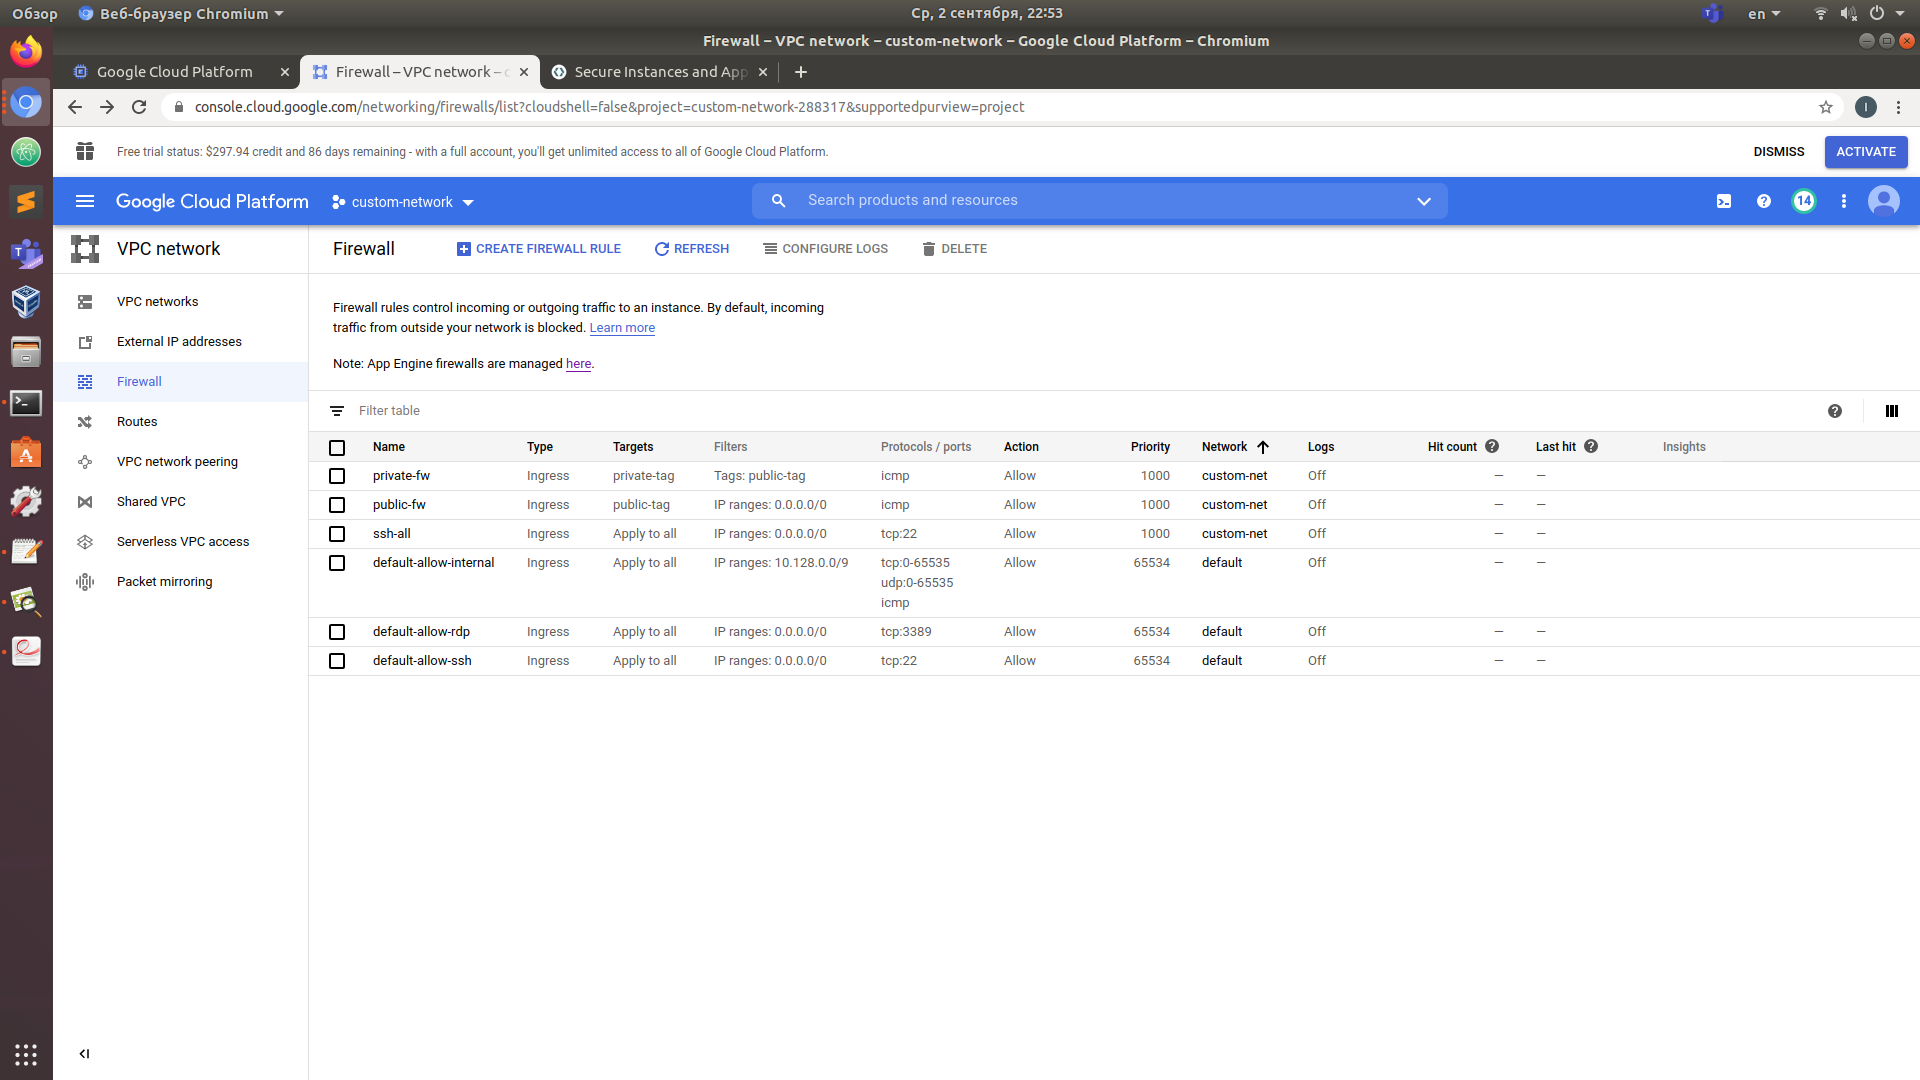 Обзор
Веб-браузер Chromium
Ср, 2 сентября, 22:53
en
Firewall – VPC network – custom-network – Google Cloud Platform – Chromium
Google Cloud Platform
Firewall – VPC network –
Secure Instances and App
console.cloud.google.com/networking/firewalls/list?cloudshell=false&project=custom-network-288317&supportedpurview=project
I
Free trial status: $297.94 credit and 86 days remaining - with a full account, you'll get unlimited access to all of Google Cloud Platform.
DISMISS
ACTIVATE
Google Cloud Platform
custom-network
Search products and resources
14
VPC network
Firewall
CREATE FIREWALL RULE
REFRESH
CONFIGURE LOGS
DELETE
VPC networks
External IP addresses
Firewall
Routes
VPC network peering
Shared VPC
Serverless VPC access
Packet mirroring
Firewall rules control incoming or outgoing traffic to an instance. By default, incoming
traffic from outside your network is blocked. Learn more
Note: App Engine firewalls are managed here.
Filter table
Name Type Targets Filters Protocols / ports Action Priority Network Logs Hit count Last hit Insights
private-fw Ingress private-tag Tags: public-tag icmp Allow 1000 custom-net Off — —
public-fw Ingress public-tag IP ranges: 0.0.0.0/0 icmp Allow 1000 custom-net Off — —
ssh-all Ingress Apply to all IP ranges: 0.0.0.0/0 tcp:22 Allow 1000 custom-net Off — —
default-allow-internal Ingress Apply to all IP ranges: 10.128.0.0/9 tcp:0-65535 Allow 65534 default Off — —
udp:0-65535
icmp
default-allow-rdp Ingress Apply to all IP ranges: 0.0.0.0/0 tcp:3389 Allow 65534 default Off — —
default-allow-ssh Ingress Apply to all IP ranges: 0.0.0.0/0 tcp:22 Allow 65534 default Off — —